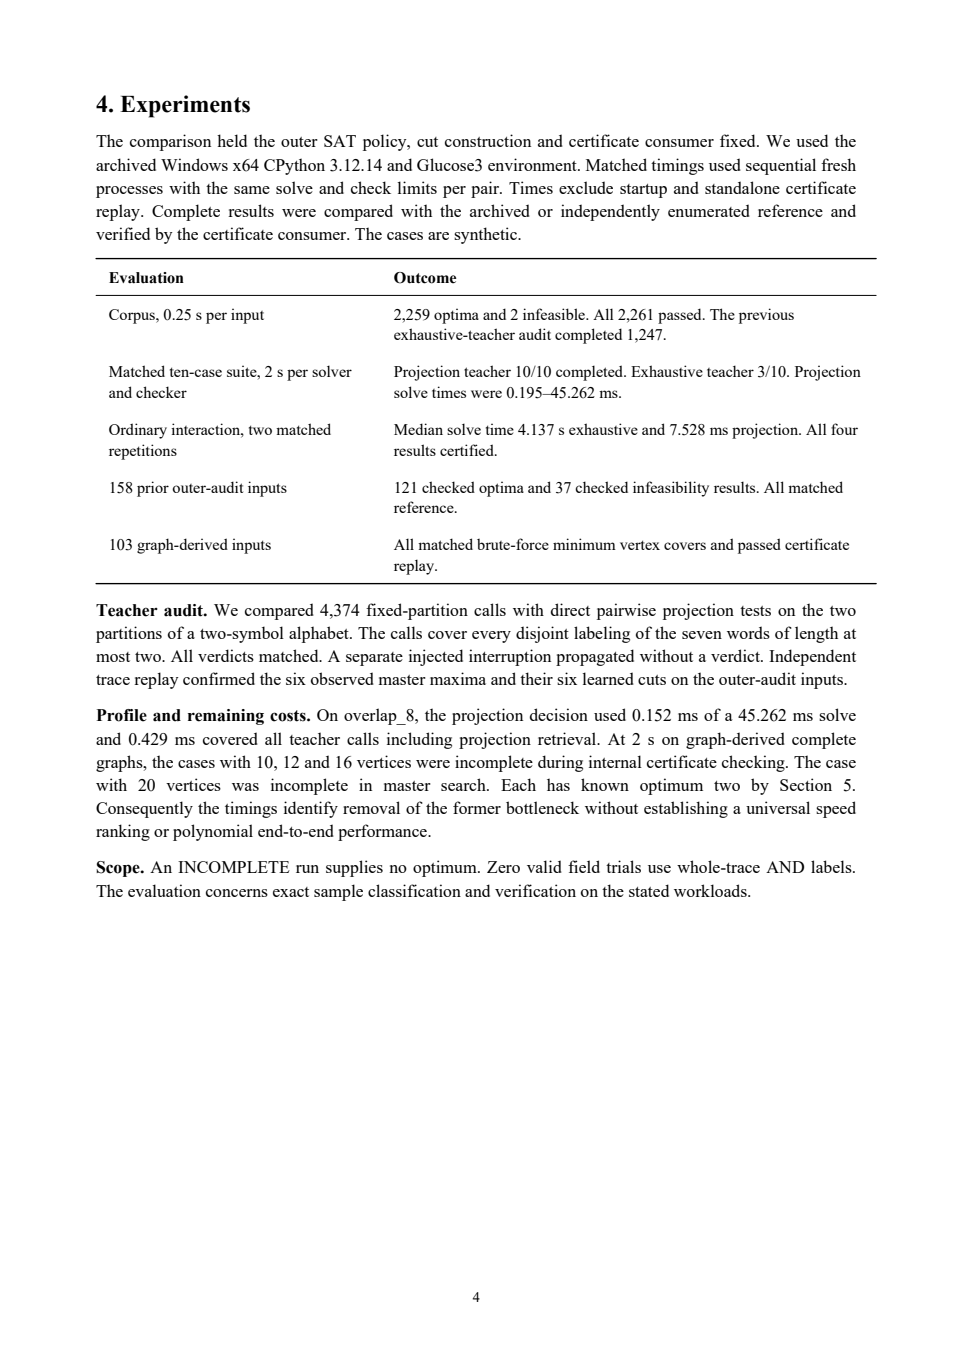 4. Experiments
The comparison held the outer SAT policy, cut construction and certificate consumer fixed. We used the
archived Windows x64 CPython 3.12.14 and Glucose3 environment. Matched timings used sequential fresh
processes with the same solve and check limits per pair. Times exclude startup and standalone certificate
replay. Complete results were compared with the archived or independently enumerated reference and
verified by the certificate consumer. The cases are synthetic.
Evaluation Outcome
Corpus, 0.25 s per input 2,259 optima and 2 infeasible. All 2,261 passed. The previous
exhaustive-teacher audit completed 1,247.
Matched ten-case suite, 2 s per solver Projection teacher 10/10 completed. Exhaustive teacher 3/10. Projection
and checker solve times were 0.195–45.262 ms.
Ordinary interaction, two matched Median solve time 4.137 s exhaustive and 7.528 ms projection. All four
repetitions results certified.
158 prior outer-audit inputs 121 checked optima and 37 checked infeasibility results. All matched
reference.
103 graph-derived inputs All matched brute-force minimum vertex covers and passed certificate
replay.
Teacher audit. We compared 4,374 fixed-partition calls with direct pairwise projection tests on the two
partitions of a two-symbol alphabet. The calls cover every disjoint labeling of the seven words of length at
most two. All verdicts matched. A separate injected interruption propagated without a verdict. Independent
trace replay confirmed the six observed master maxima and their six learned cuts on the outer-audit inputs.
Profile and remaining costs. On overlap_8, the projection decision used 0.152 ms of a 45.262 ms solve
and 0.429 ms covered all teacher calls including projection retrieval. At 2 s on graph-derived complete
graphs, the cases with 10, 12 and 16 vertices were incomplete during internal certificate checking. The case
with 20 vertices was incomplete in master search. Each has known optimum two by Section 5.
Consequently the timings identify removal of the former bottleneck without establishing a universal speed
ranking or polynomial end-to-end performance.
Scope. An INCOMPLETE run supplies no optimum. Zero valid field trials use whole-trace AND labels.
The evaluation concerns exact sample classification and verification on the stated workloads.
4